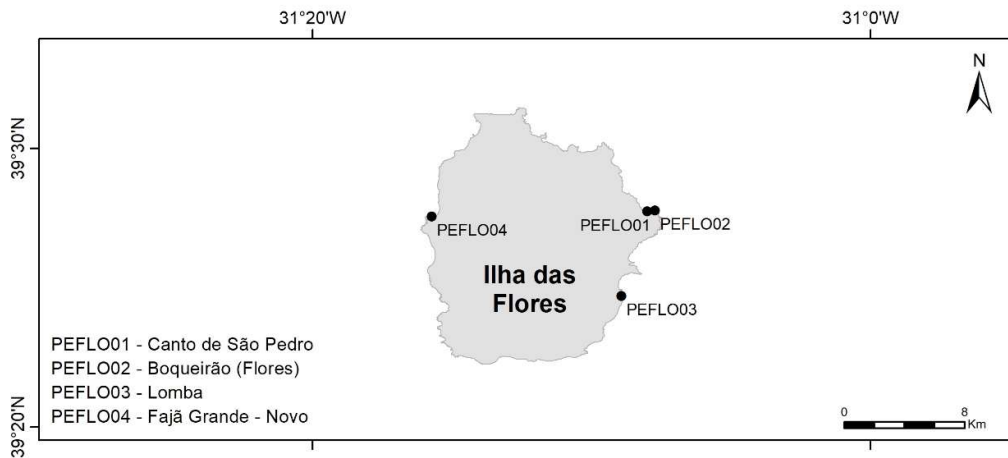 31°20'W
31°0'W
N
39°30'N
PEFLO04
PEFLO01
PEFLO02
Ilha das
Flores
PEFLO03
PEFLO01 - Canto de São Pedro
PEFLO02 - Boqueirão (Flores)
PEFLO03 - Lomba
PEFLO04 - Fajã Grande - Novo
39°20'N
0 8
Km